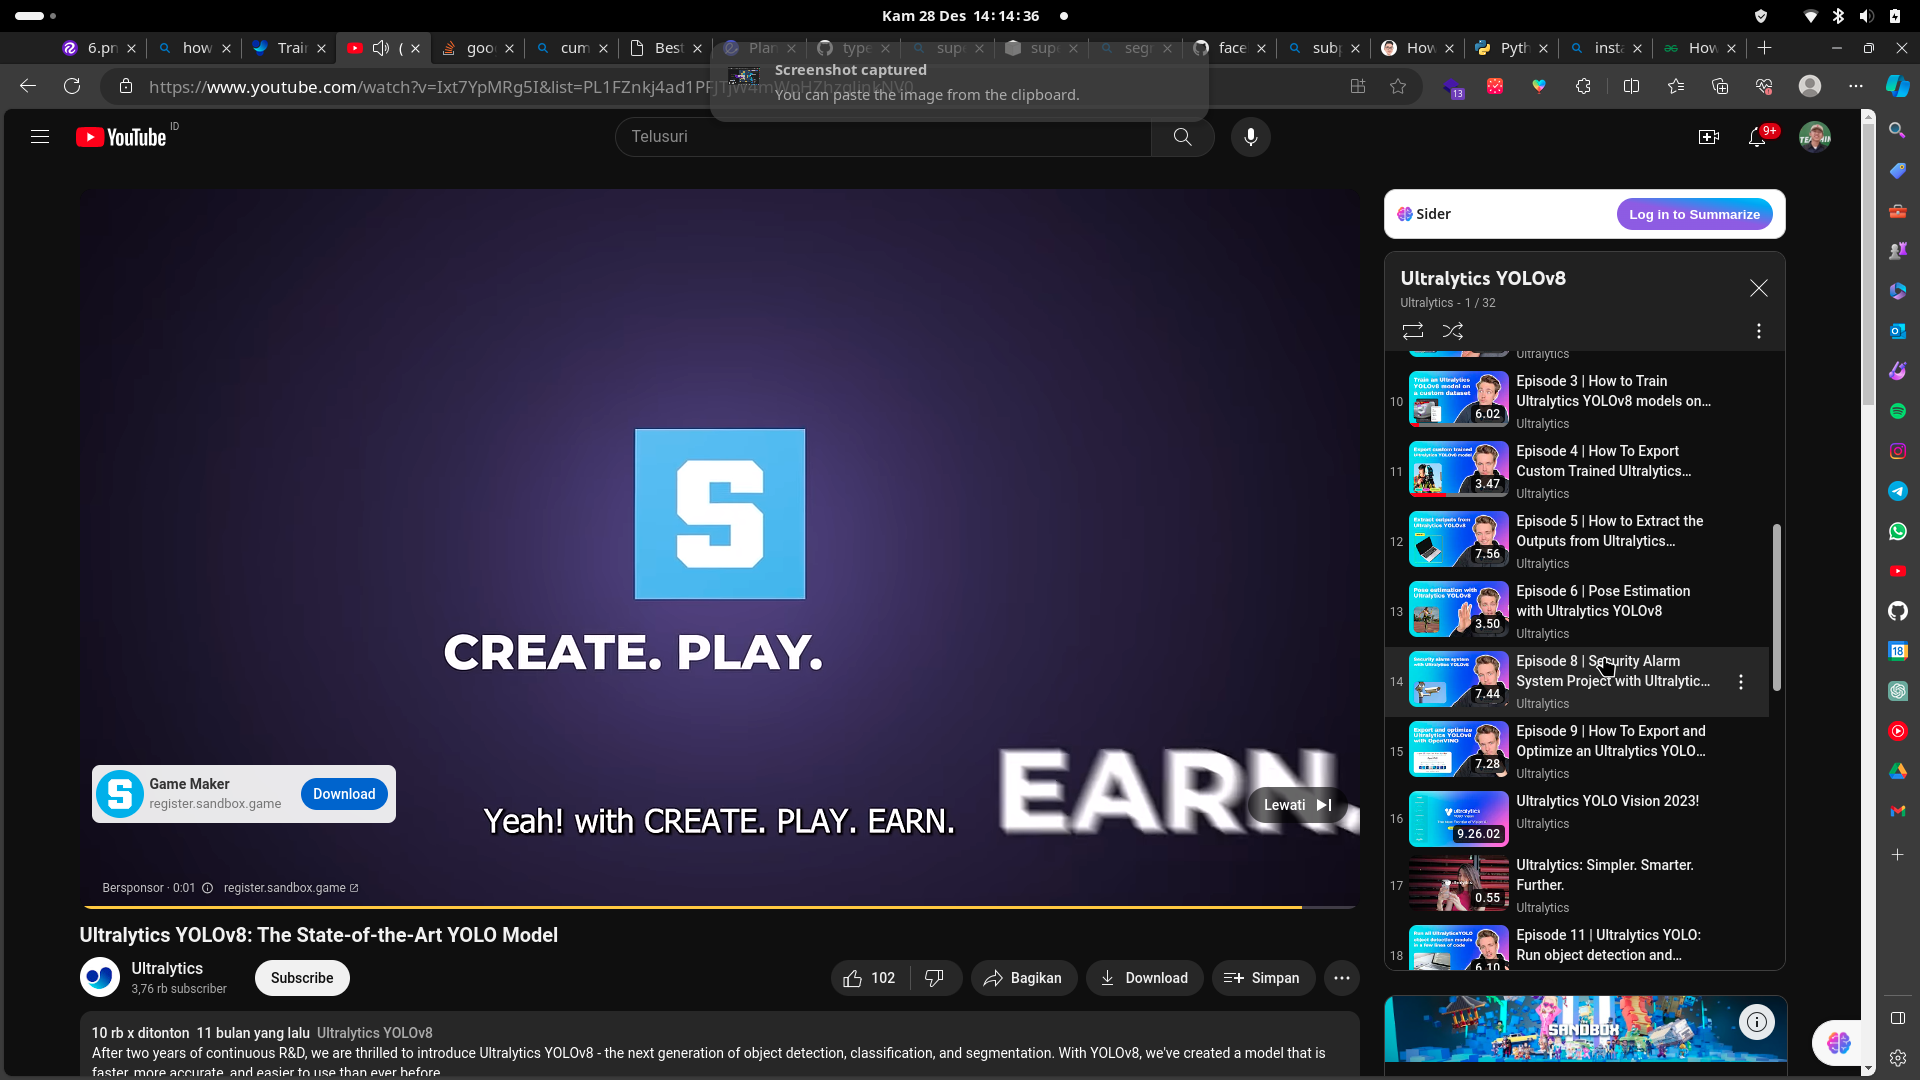 Kam 28 Des 14:14:36
6.pr
how
Trai
(
goo
cum
Best
Plan
type
supe
supe
segr
face
subp
How
Pyth
insta
How
Screenshot captured
You can paste the image from the clipboard.
https://www.youtube.com/watch?v=Ixt7YpMRg5I&list=PL1FZnkj4ad1PFJ
13
YouTube
ID
Telusuri
9+
Sider
Log in to Summarize
Ultralytics YOLOv8
Ultralytics - 1 / 32
Ultralytics
10
6.02
Episode 3 | How to Train
Ultralytics YOLOv8 models on...
Ultralytics
11
3.47
Episode 4 | How To Export
Custom Trained Ultralytics...
Ultralytics
12
7.56
Episode 5 | How to Extract the
Outputs from Ultralytics...
Ultralytics
13
3.50
Episode 6 | Pose Estimation
with Ultralytics YOLOv8
Ultralytics
14
7.44
Episode 8 | Security Alarm
System Project with Ultralytic...
Ultralytics
15
7.28
Episode 9 | How To Export and
Optimize an Ultralytics YOLO...
Ultralytics
16
9.26.02
Ultralytics YOLO Vision 2023!
Ultralytics
17
0.55
Ultralytics: Simpler. Smarter.
Further.
Ultralytics
18
6.10
Episode 11 | Ultralytics YOLO:
Run object detection and...
S
CREATE. PLAY.
EARN.
Game Maker
register.sandbox.game
Download
Yeah! with CREATE. PLAY. EARN.
Lewati
Bersponsor · 0:01
register.sandbox.game
Ultralytics YOLOv8: The State-of-the-Art YOLO Model
Ultralytics
3,76 rb subscriber
Subscribe
102
Bagikan
Download
Simpan
10 rb x ditonton 11 bulan yang lalu Ultralytics YOLOv8
After two years of continuous R&D, we are thrilled to introduce Ultralytics YOLOv8 - the next generation of object detection, classification, and segmentation. With YOLOv8, we've created a model that is
faster, more accurate, and easier to use than ever before.
SANDBOX
18